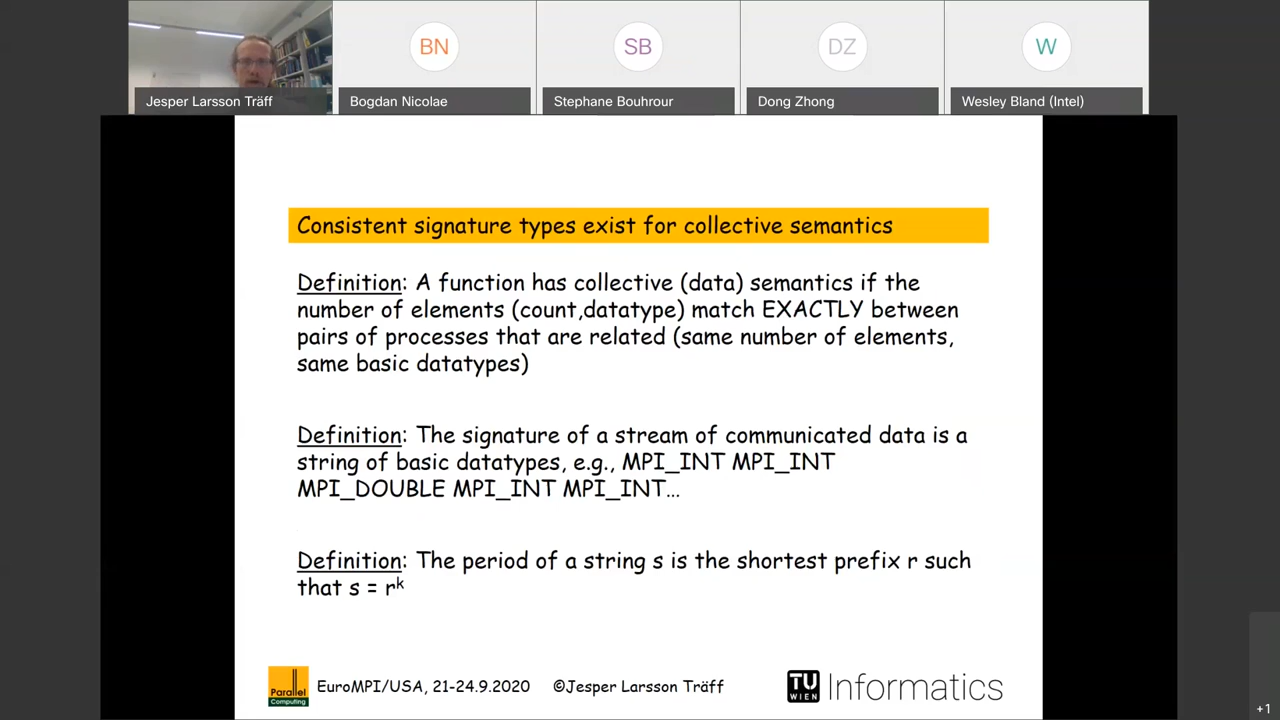 BN
SB
DZ
W
Jesper Larsson Träff
Bogdan Nicolae
Stephane Bouhrour
Dong Zhong
Wesley Bland (Intel)
Consistent signature types exist for collective semantics
Definition: A function has collective (data) semantics if the
number of elements (count,datatype) match EXACTLY between
pairs of processes that are related (same number of elements,
same basic datatypes)
Definition: The signature of a stream of communicated data is a
string of basic datatypes, e.g., MPI_INT MPI_INT
MPI_DOUBLE MPI_INT MPI_INT…
Definition: The period of a string s is the shortest prefix r such
that s = rᵏ
Parallel
Computing
EuroMPI/USA, 21-24.9.2020 ©Jesper Larsson Träff
TU
WIEN
Informatics
+1